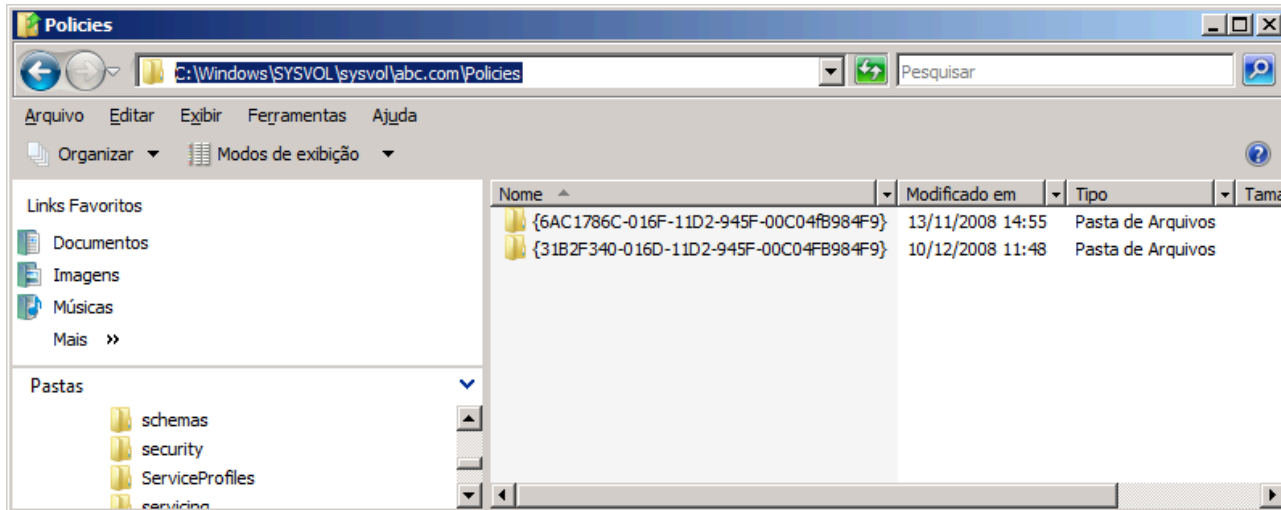 Policies
C:\Windows\SYSVOL\sysvol\abc.com\Policies
Pesquisar
Arquivo Editar Exibir Ferramentas Ajuda
Organizar Modos de exibição
Links Favoritos
Documentos
Imagens
Músicas
Mais »
Pastas
schemas
security
ServiceProfiles
servicing
Nome Modificado em Tipo Tama
{6AC1786C-016F-11D2-945F-00C04fB984F9} 13/11/2008 14:55 Pasta de Arquivos
{31B2F340-016D-11D2-945F-00C04FB984F9} 10/12/2008 11:48 Pasta de Arquivos